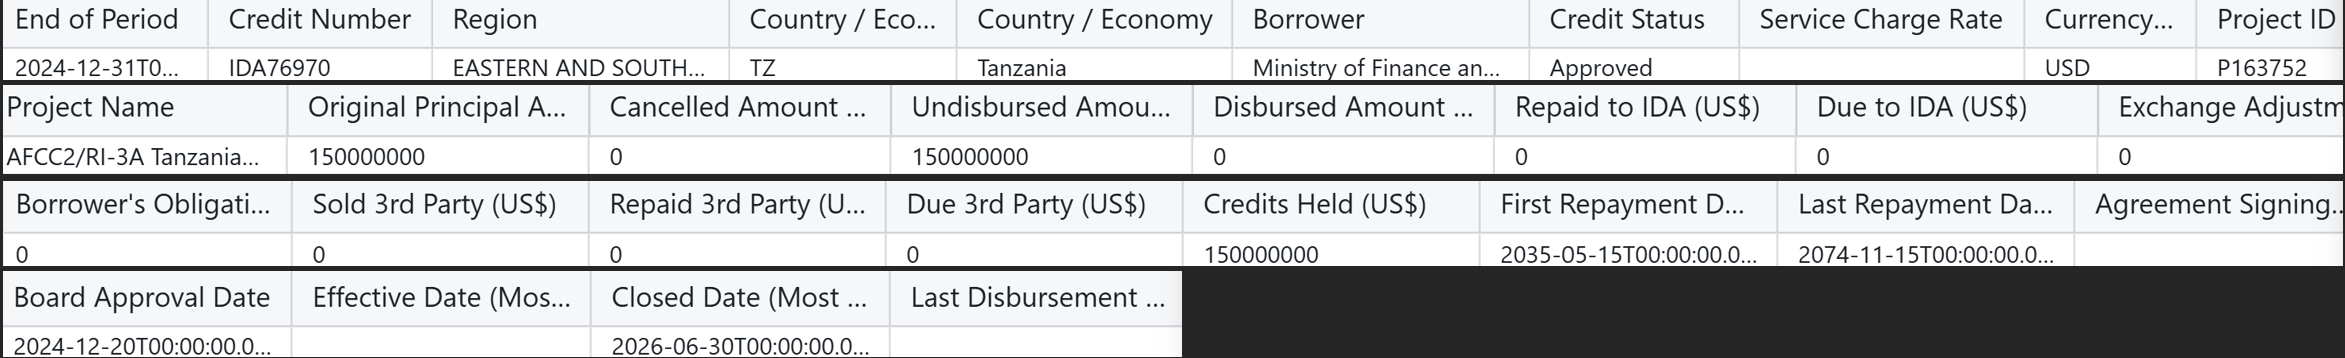 End of Period Credit Number Region Country / Eco... Country / Economy Borrower Credit Status Service Charge Rate Currency... Project ID
2024-12-31T0... IDA76970 EASTERN AND SOUTH... TZ Tanzania Ministry of Finance an... Approved USD P163752
Project Name Original Principal A... Cancelled Amount ... Undisbursed Amou... Disbursed Amount ... Repaid to IDA (US$) Due to IDA (US$) Exchange Adjustm
AFCC2/RI-3A Tanzania... 150000000 0 150000000 0 0 0 0
Borrower's Obligati... Sold 3rd Party (US$) Repaid 3rd Party (U... Due 3rd Party (US$) Credits Held (US$) First Repayment D... Last Repayment Da... Agreement Signing..
0 0 0 0 150000000 2035-05-15T00:00:00.0... 2074-11-15T00:00:00.0...
Board Approval Date Effective Date (Mos... Closed Date (Most ... Last Disbursement ...
2024-12-20T00:00:00.0... 2026-06-30T00:00:00.0...